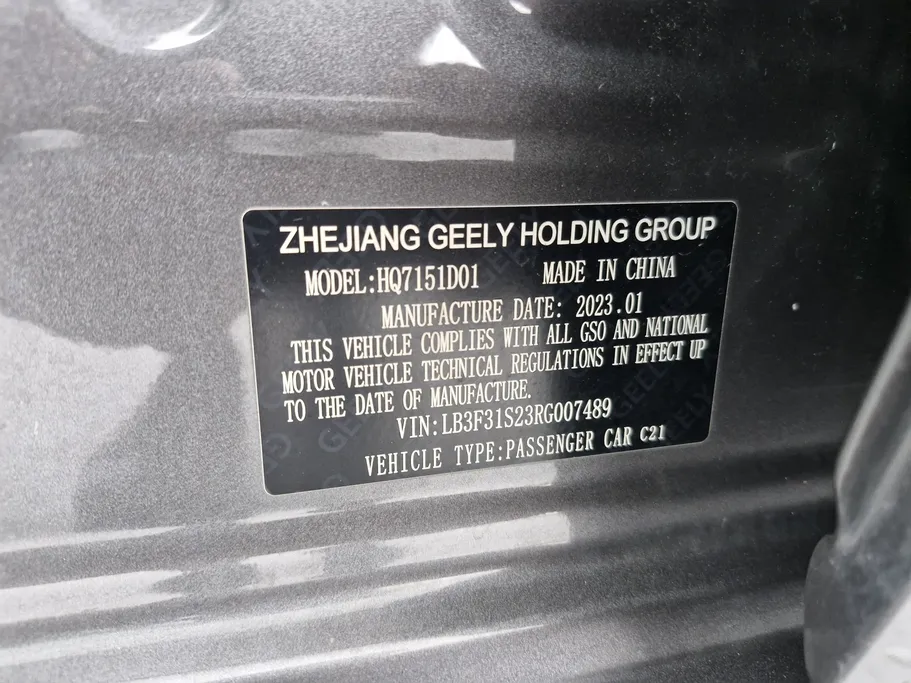 ZHEJIANG GEELY HOLDING GROUP
MODEL:HQ7151D01 MADE IN CHINA
MANUFACTURE DATE: 2023.01
THIS VEHICLE COMPLIES WITH ALL GSO AND NATIONAL
MOTOR VEHICLE TECHNICAL REGULATIONS IN EFFECT UP
TO THE DATE OF MANUFACTURE.
VIN:LB3F31S23RG007489
VEHICLE TYPE:PASSENGER CAR C21